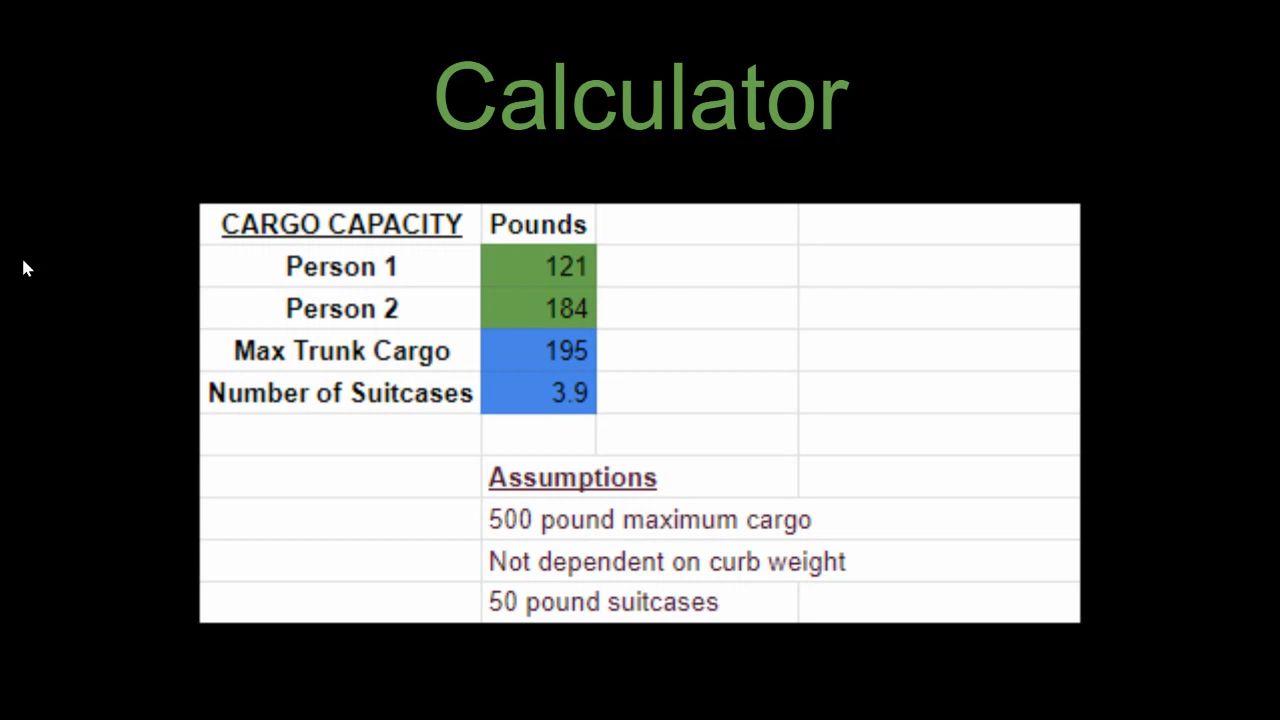 Calculator
CARGO CAPACITY Pounds
Person 1 121
Person 2 184
Max Trunk Cargo 195
Number of Suitcases 3.9
Assumptions
500 pound maximum cargo
Not dependent on curb weight
50 pound suitcases